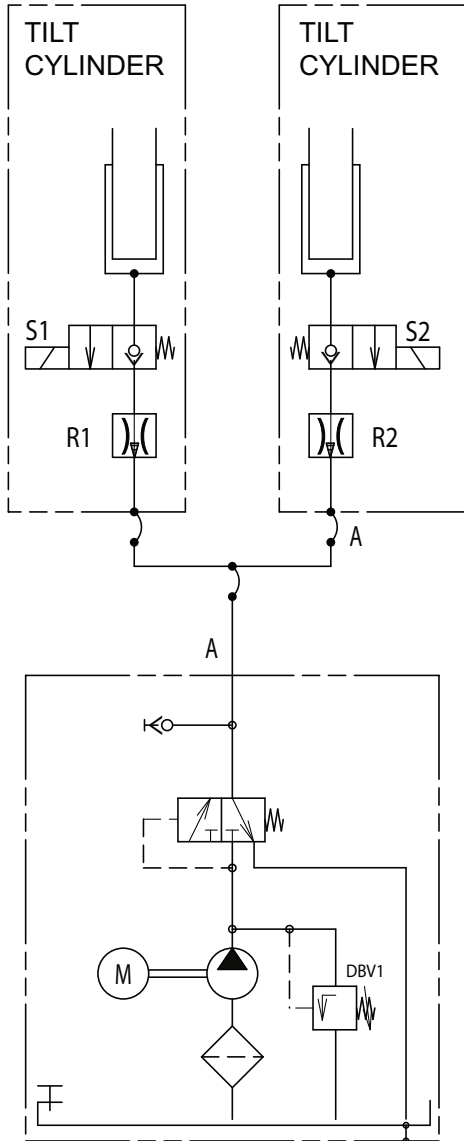 TILT
CYLINDER
TILT
CYLINDER
S1
S2
R1
R2
A
A
M
DBV1